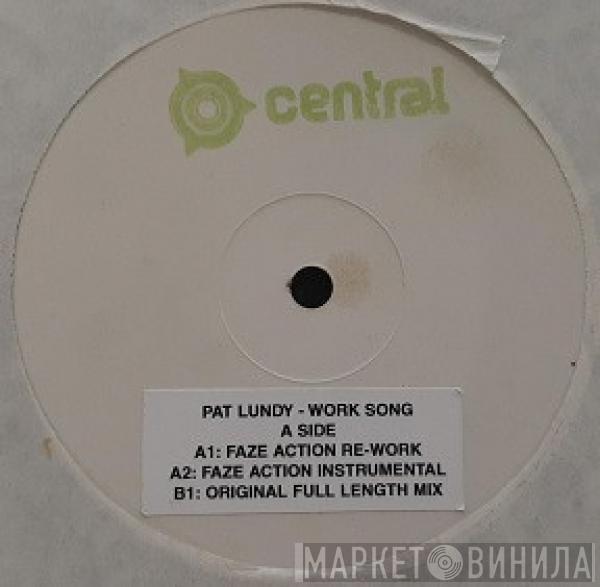 central
PAT LUNDY - WORK SONG
A SIDE
A1: FAZE ACTION RE-WORK
A2: FAZE ACTION INSTRUMENTAL
B1: ORIGINAL FULL LENGTH MIX
МАРКЕТ ВИНИЛА